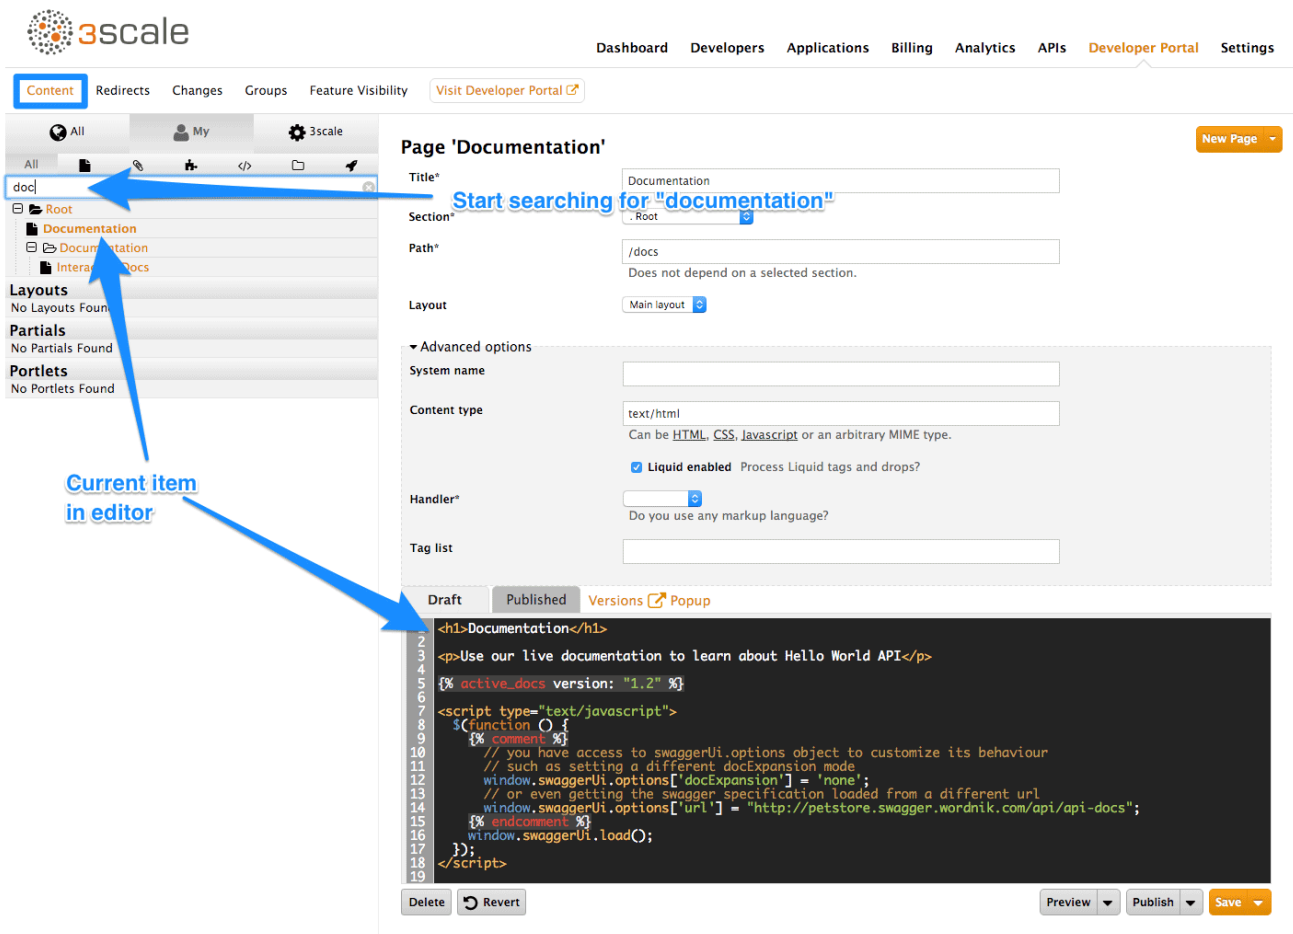 3scale
Dashboard Developers Applications Billing Analytics APIs Developer Portal Settings
Content Redirects Changes Groups Feature Visibility Visit Developer Portal
All My 3scale
All
doc
Root
Documentation
Documentation
Docs
Layouts
No Layouts Found
Partials
No Partials Found
Portlets
No Portlets Found
Current item
in editor
Start searching for "documentation"
Page 'Documentation'
New Page
Title*
Documentation
Section*
. Root
Path*
/docs
Does not depend on a selected section.
Layout
Main layout
Advanced options
System name
Content type
text/html
Can be HTML, CSS, Javascript or an arbitrary MIME type.
Liquid enabled Process Liquid tags and drops?
Handler*
Do you use any markup language?
Tag list
Draft Published Versions Popup
1 <h1>Documentation</h1>
2
3 <p>Use our live documentation to learn about Hello World API</p>
4
5 {% active_docs version: "1.2" %}
6
7 <script type="text/javascript">
8 $(function () {
9 {% comment %}
10 // you have access to swaggerUi.options object to customize its behaviour
11 // such as setting a different docExpansion mode
12 window.swaggerUi.options['docExpansion'] = 'none';
13 // or even getting the swagger specification loaded from a different url
14 window.swaggerUi.options['url'] = "http://petstore.swagger.wordnik.com/api/api-docs";
15 {% endcomment %}
16 window.swaggerUi.load();
17 });
18 </script>
19
Delete Revert Preview Publish Save